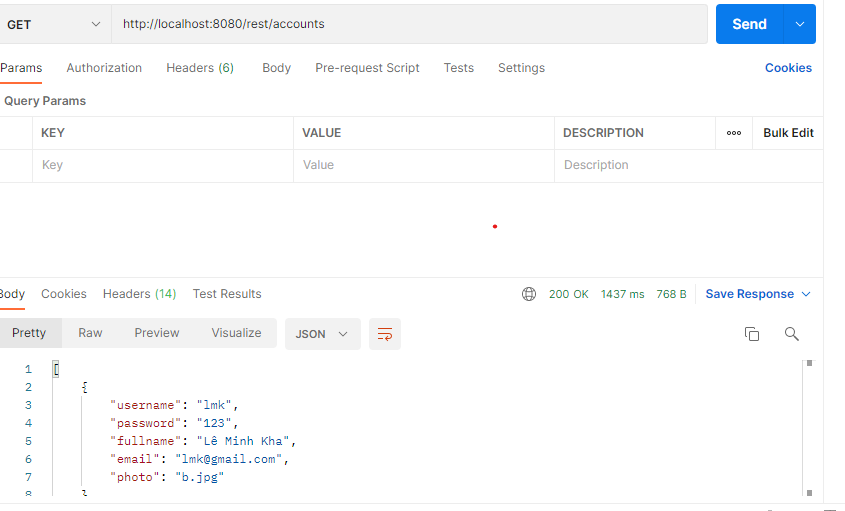 GET http://localhost:8080/rest/accounts Send
Params Authorization Headers (6) Body Pre-request Script Tests Settings Cookies
Query Params
KEY VALUE DESCRIPTION Bulk Edit
Key Value Description
Body Cookies Headers (14) Test Results 200 OK 1437 ms 768 B Save Response
Pretty Raw Preview Visualize JSON
1 [
2 {
3 "username": "lmk",
4 "password": "123",
5 "fullname": "Lê Minh Kha",
6 "email": "lmk@gmail.com",
7 "photo": "b.jpg"
8 }